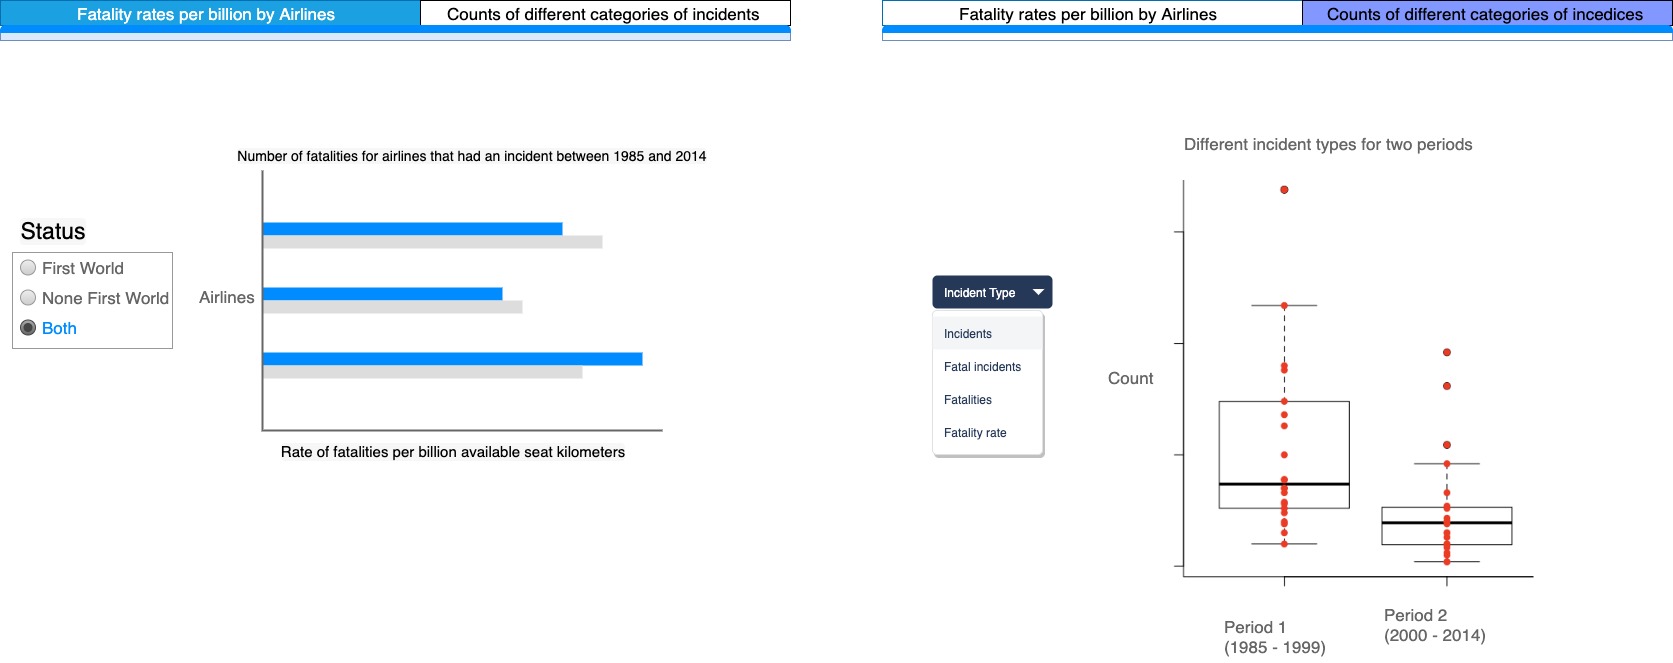 Fatality rates per billion by Airlines
Counts of different categories of incidents
Number of fatalities for airlines that had an incident between 1985 and 2014
Status
First World
None First World
Both
Airlines
Rate of fatalities per billion available seat kilometers
Fatality rates per billion by Airlines
Counts of different categories of incedices
Different incident types for two periods
Incident Type
Incidents
Fatal incidents
Fatalities
Fatality rate
Count
Period 1
(1985 - 1999)
Period 2
(2000 - 2014)